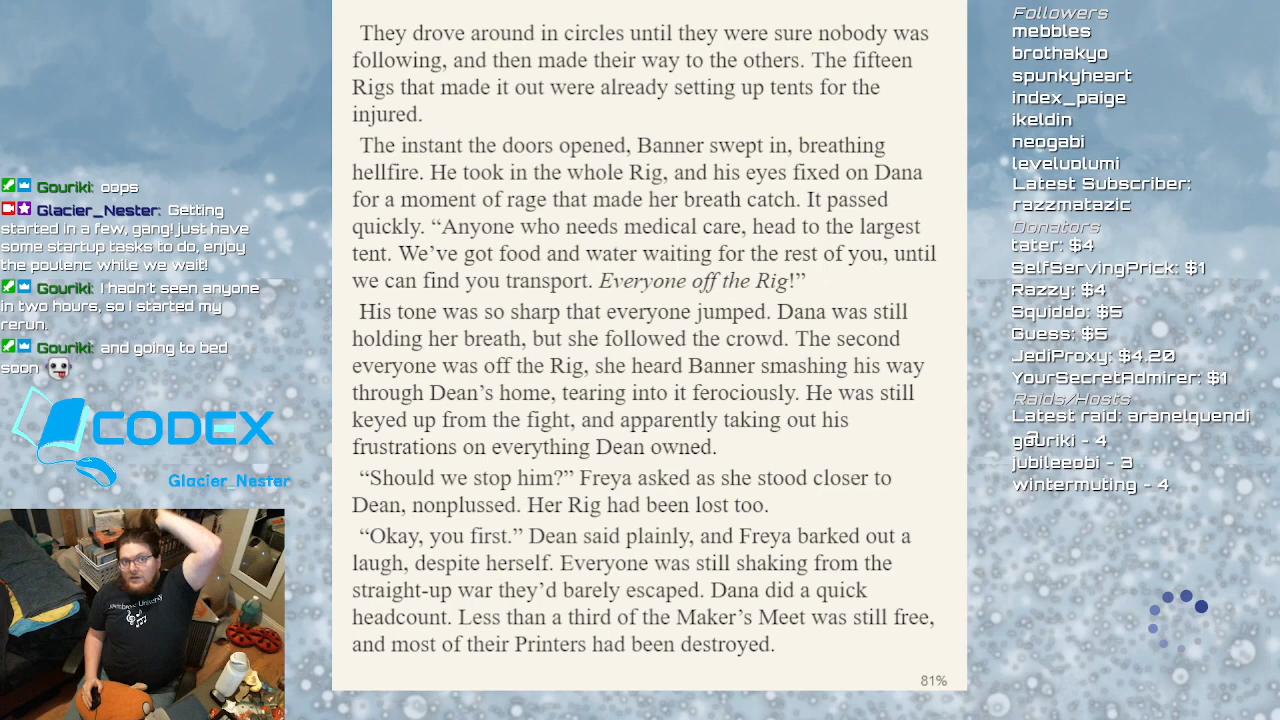 They drove around in circles until they were sure nobody was
following, and then made their way to the others. The fifteen
Rigs that made it out were already setting up tents for the
injured.
The instant the doors opened, Banner swept in, breathing
hellfire. He took in the whole Rig, and his eyes fixed on Dana
for a moment of rage that made her breath catch. It passed
quickly. “Anyone who needs medical care, head to the largest
tent. We’ve got food and water waiting for the rest of you, until
we can find you transport. Everyone off the Rig!”
His tone was so sharp that everyone jumped. Dana was still
holding her breath, but she followed the crowd. The second
everyone was off the Rig, she heard Banner smashing his way
through Dean’s home, tearing into it ferociously. He was still
keyed up from the fight, and apparently taking out his
frustrations on everything Dean owned.
“Should we stop him?” Freya asked as she stood closer to
Dean, nonplussed. Her Rig had been lost too.
“Okay, you first.” Dean said plainly, and Freya barked out a
laugh, despite herself. Everyone was still shaking from the
straight-up war they’d barely escaped. Dana did a quick
headcount. Less than a third of the Maker’s Meet was still free,
and most of their Printers had been destroyed.
81%
Gouriki: oops
Glacier_Nester: Getting
started in a few, gang! just have
some startup tasks to do, enjoy
the poulenc while we wait!
Gouriki: I hadn't seen anyone
in two hours, so I started my
rerun.
Gouriki: and going to bed
soon
CODEX
Glacier_Nester
University
Followers
mebbles
brothakyo
spunkyheart
index_paige
ikeldin
neogabi
leveluplumi
Latest Subscriber:
razzmatazic
Donators
tater: $4
SelfServingPrick: $1
Razzy: $4
Squiddo: $5
Guess: $5
JediProxy: $4.20
YourSecretAdmirer: $1
Raids/Hosts
Latest raid: aranelquendi
gouriki - 4
jubileepbi - 3
wintermuting - 4